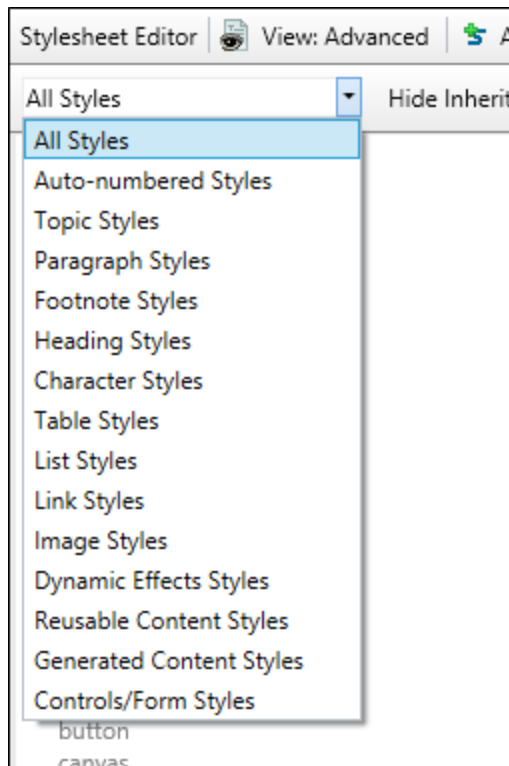 Stylesheet Editor View: Advanced A
All Styles Hide Inherit
All Styles
Auto-numbered Styles
Topic Styles
Paragraph Styles
Footnote Styles
Heading Styles
Character Styles
Table Styles
List Styles
Link Styles
Image Styles
Dynamic Effects Styles
Reusable Content Styles
Generated Content Styles
Controls/Form Styles
button
canvas